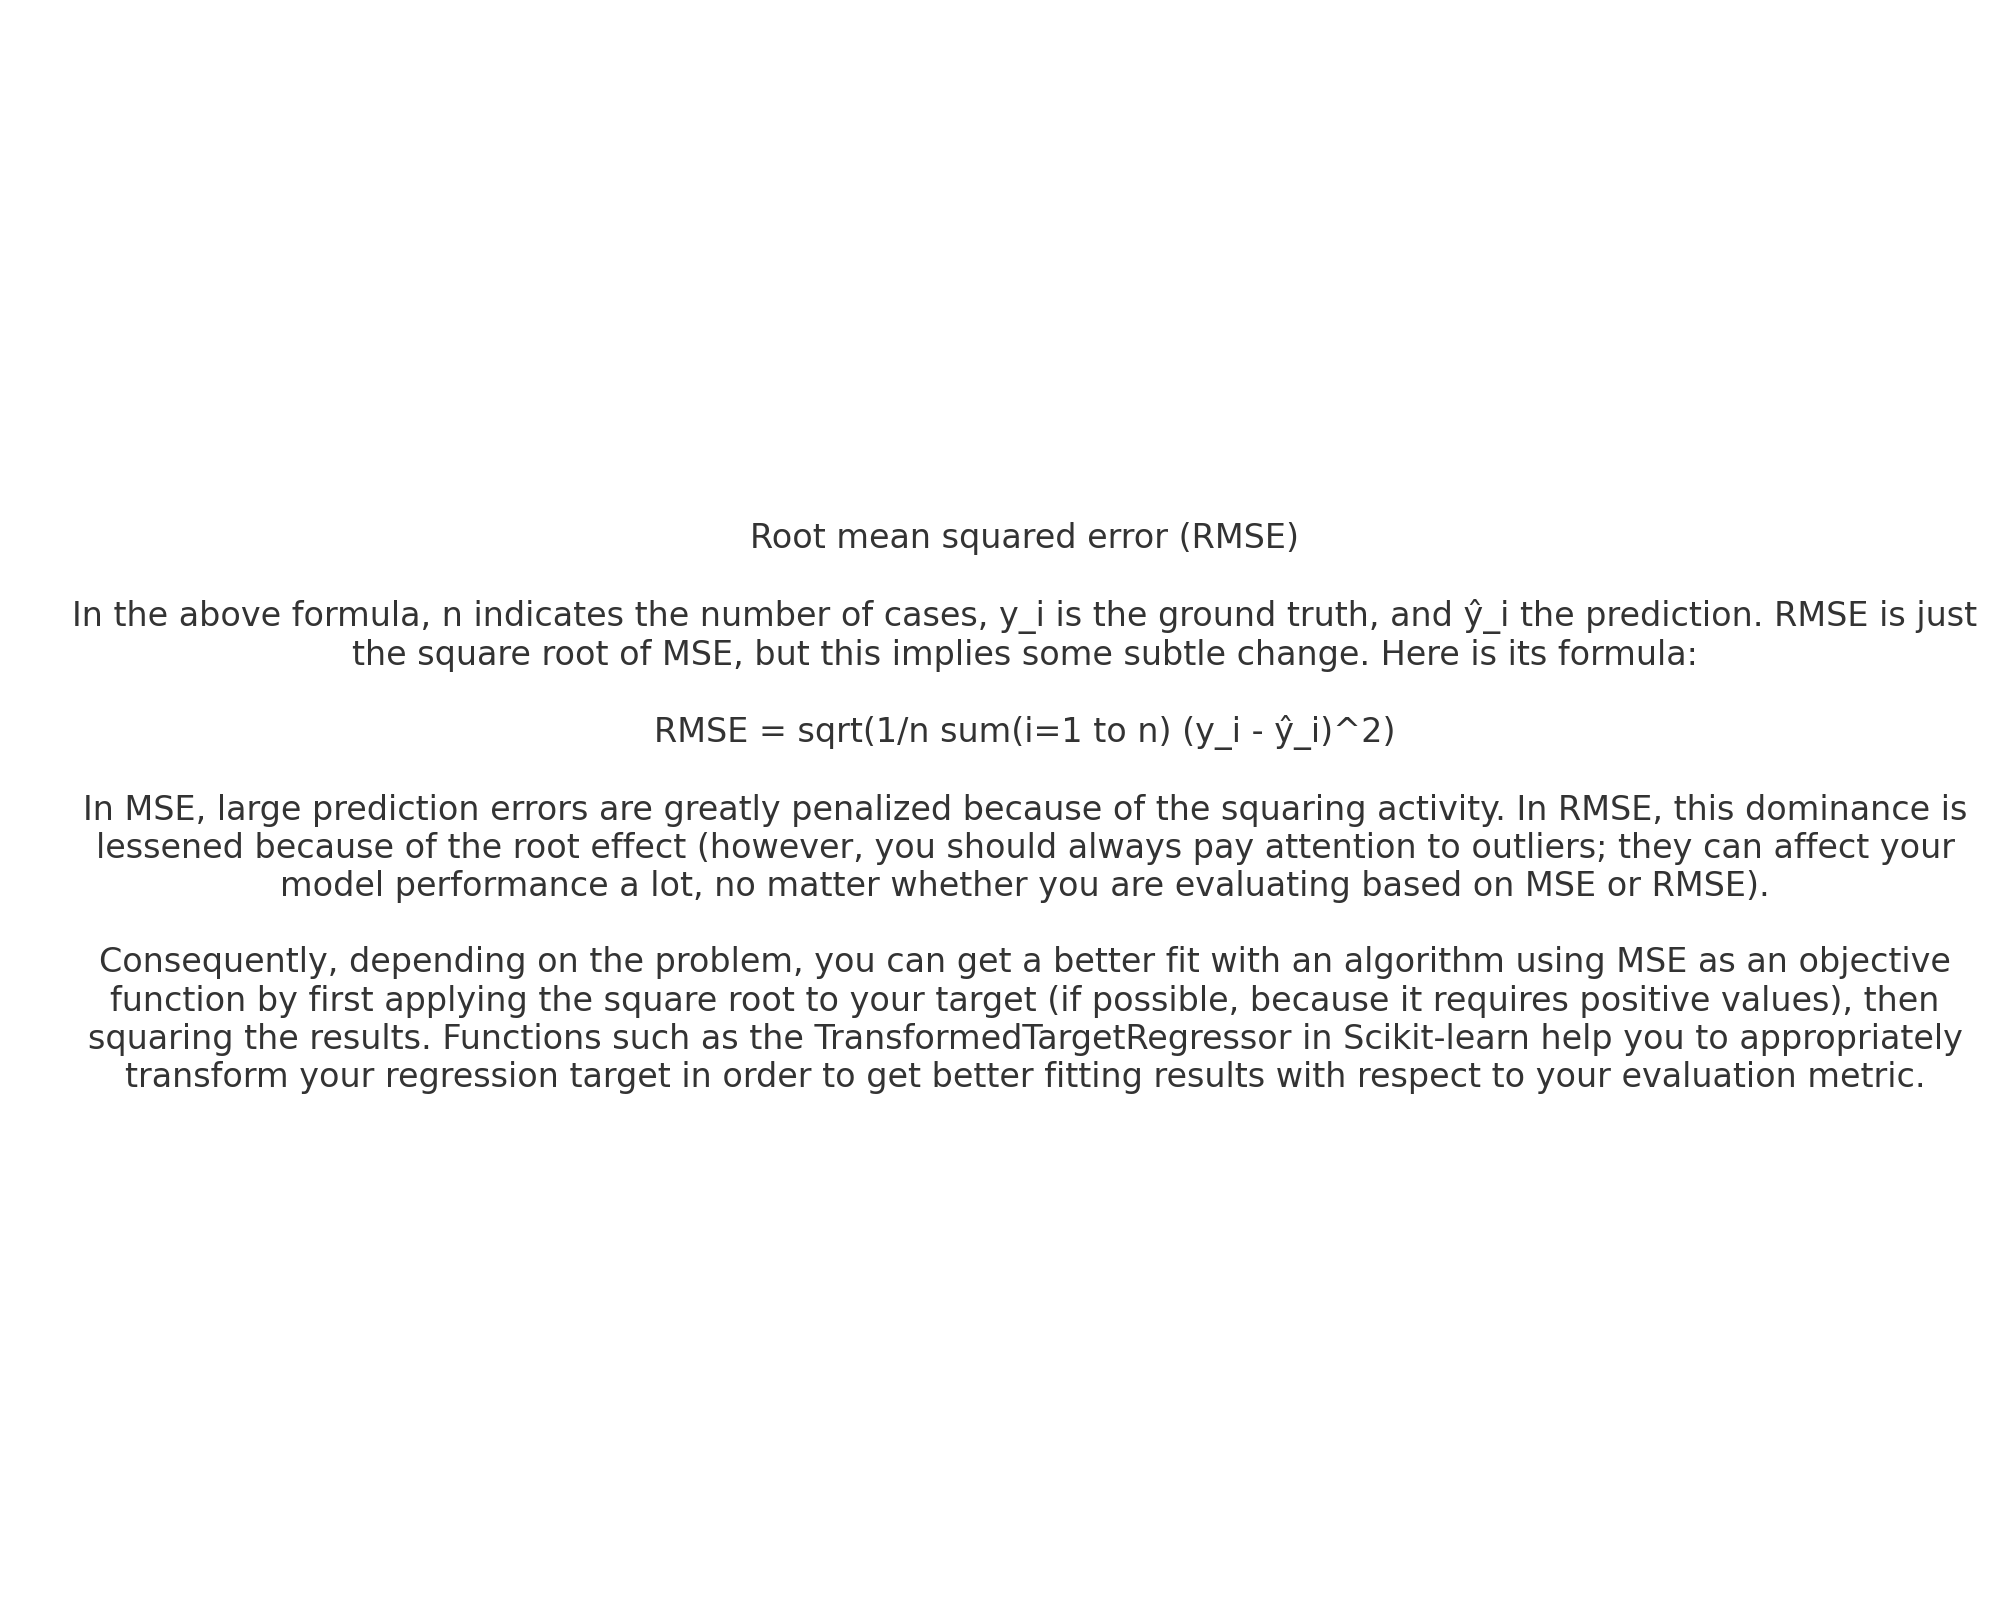 Root mean squared error (RMSE)
In the above formula, n indicates the number of cases, y_i is the ground truth, and ŷ_i the prediction. RMSE is just
the square root of MSE, but this implies some subtle change. Here is its formula:
RMSE = sqrt(1/n sum(i=1 to n) (y_i - ŷ_i)^2)
In MSE, large prediction errors are greatly penalized because of the squaring activity. In RMSE, this dominance is
lessened because of the root effect (however, you should always pay attention to outliers; they can affect your
model performance a lot, no matter whether you are evaluating based on MSE or RMSE).
Consequently, depending on the problem, you can get a better fit with an algorithm using MSE as an objective
function by first applying the square root to your target (if possible, because it requires positive values), then
squaring the results. Functions such as the TransformedTargetRegressor in Scikit-learn help you to appropriately
transform your regression target in order to get better fitting results with respect to your evaluation metric.